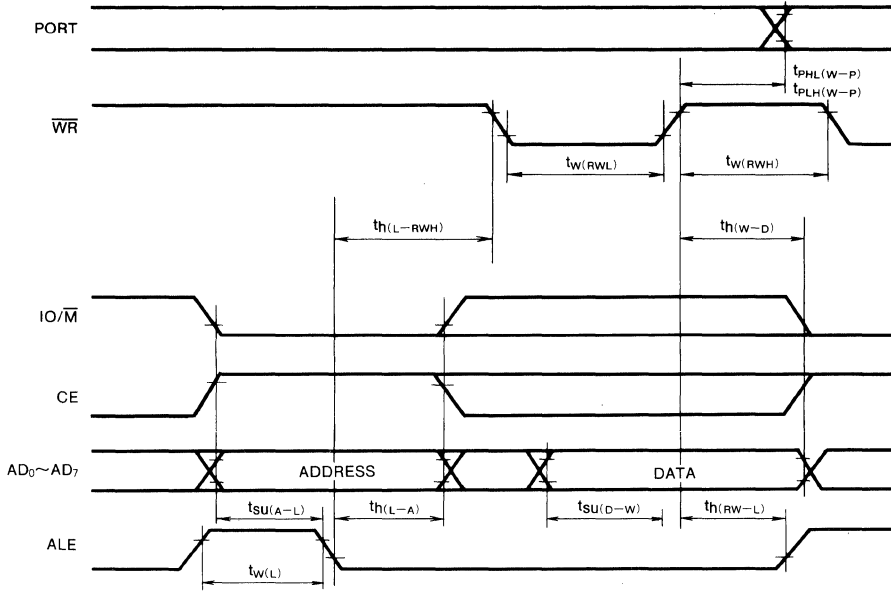 PORT
tPHL(W−P)
tPLH(W−P)
W̅R̅
tW(RWL)
tW(RWH)
th(L−RWH)
th(W−D)
IO/M̅
CE
AD₀~AD₇
ADDRESS
DATA
tsu(A−L)
th(L−A)
tsu(D−W)
th(RW−L)
ALE
tW(L)